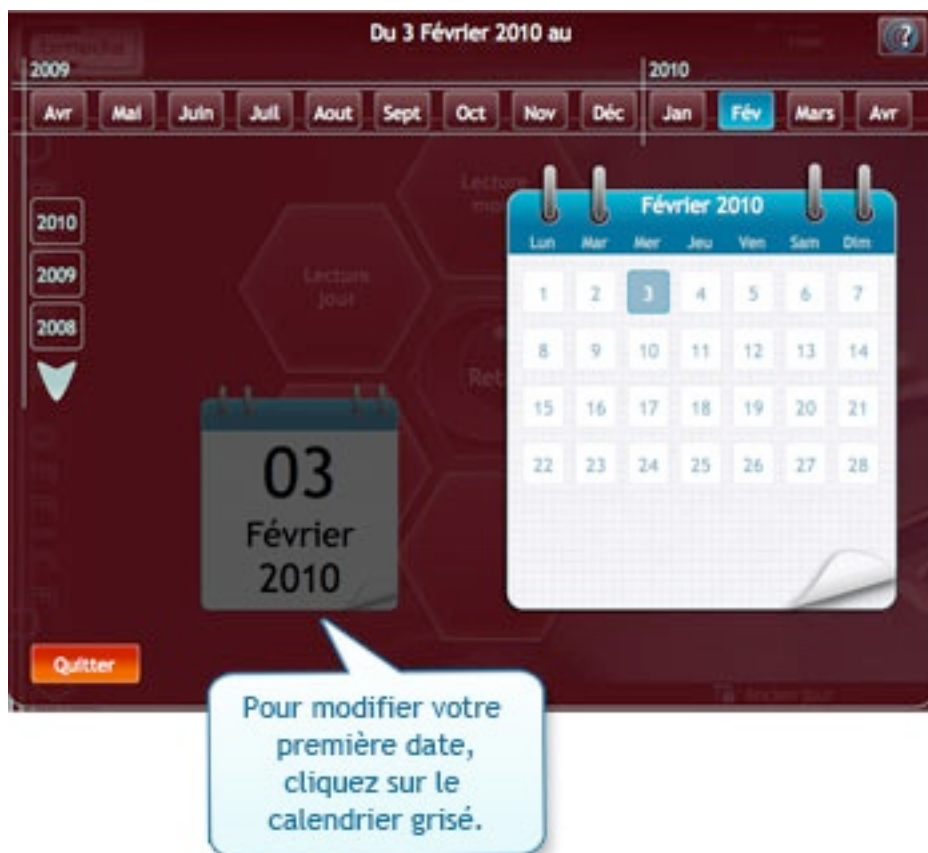 Du 3 Février 2010 au
2009 2010
Avr Mai Juin Juil Aout Sept Oct Nov Déc Jan Fév Mars Avr
2010
2009
2008
Lecture
Lecture
jour
Février 2010
Lun Mar Mer Jeu Ven Sam Dim
1 2 3 4 5 6 7
8 9 10 11 12 13 14
15 16 17 18 19 20 21
22 23 24 25 26 27 28
03
Février
2010
Quitter
Pour modifier votre
première date,
cliquez sur le
calendrier grisé.